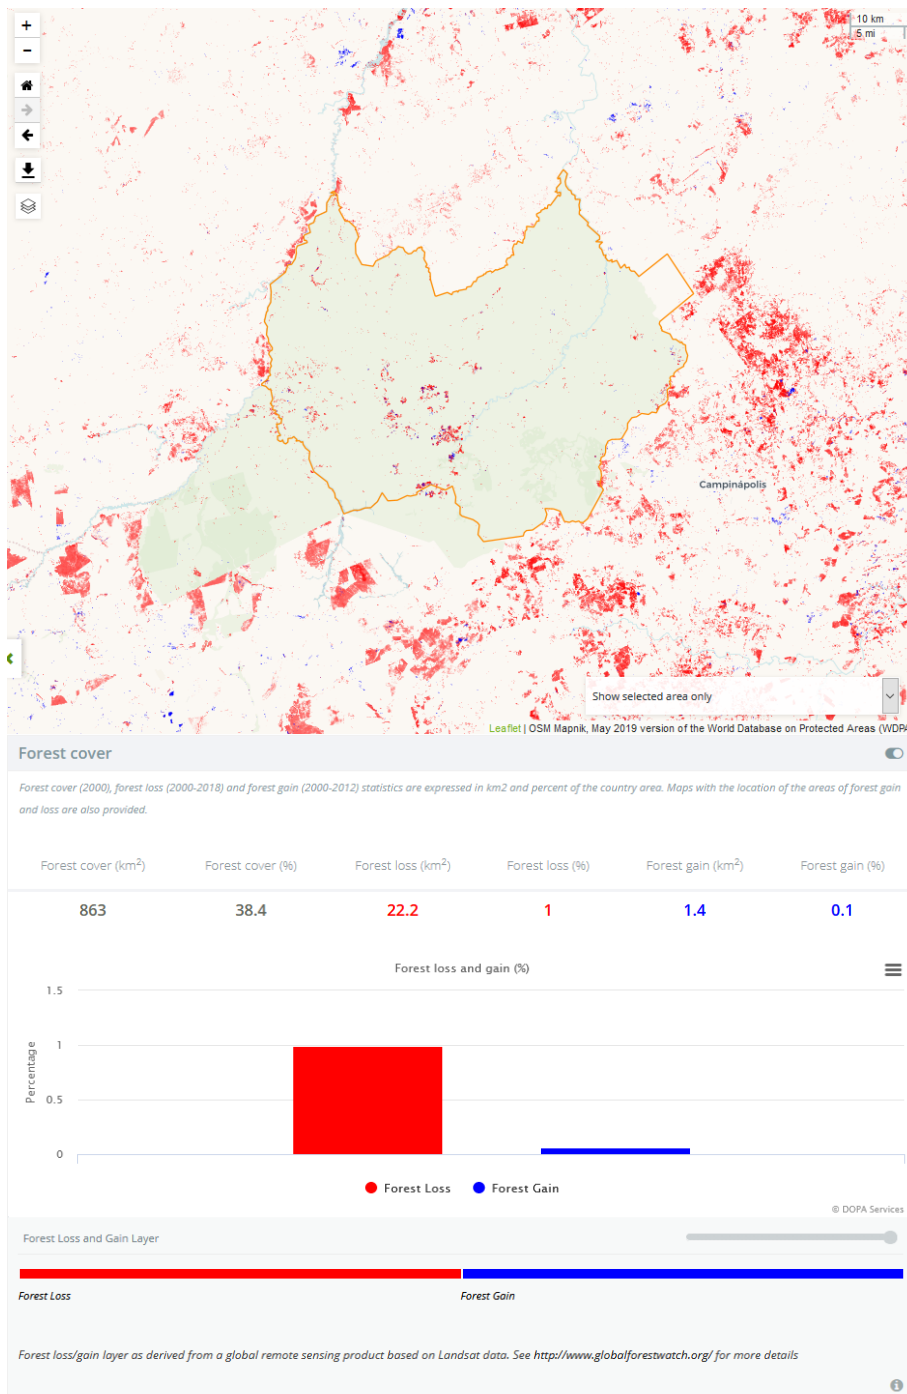 +
10 km
5 mi
−
Campinápolis
Show selected area only
Leaflet | OSM Mapnik, May 2019 version of the World Database on Protected Areas (WDPA
Forest cover
Forest cover (2000), forest loss (2000-2018) and forest gain (2000-2012) statistics are expressed in km2 and percent of the country area. Maps with the location of the areas of forest gain
and loss are also provided.
Forest cover (km2) Forest cover (%) Forest loss (km2) Forest loss (%) Forest gain (km2) Forest gain (%)
863 38.4 22.2 1 1.4 0.1
Forest loss and gain (%)
1.5
1
0.5
0
Percentage
Forest Loss Forest Gain
© DOPA Services
Forest Loss and Gain Layer
Forest Loss Forest Gain
Forest loss/gain layer as derived from a global remote sensing product based on Landsat data. See http://www.globalforestwatch.org/ for more details